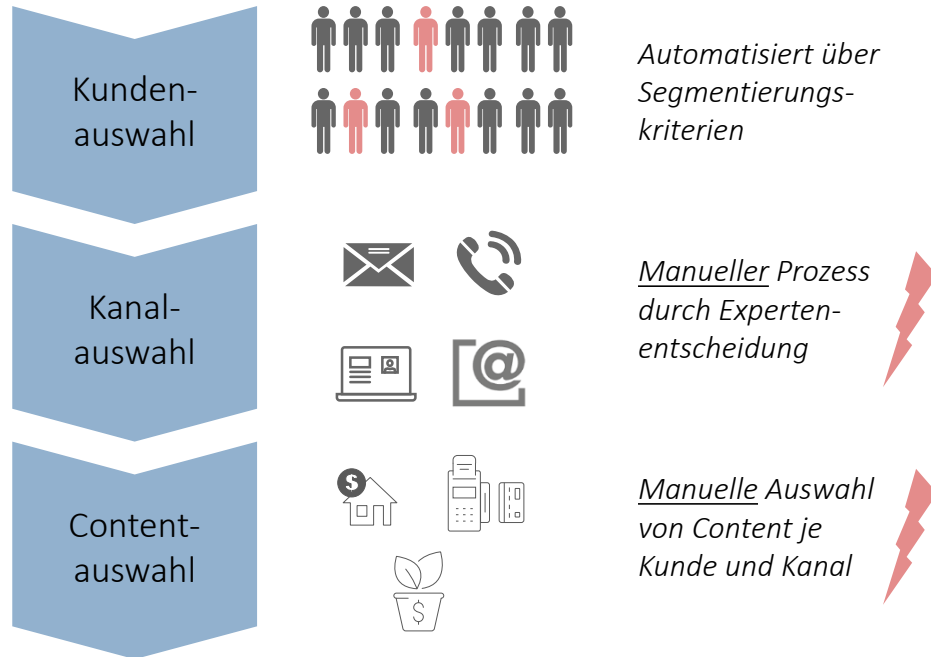 Kunden-
auswahl
Automatisiert über
Segmentierungs-
kriterien
Kanal-
auswahl
Manueller Prozess
durch Experten-
entscheidung
@
Content-
auswahl
$
$
Manuelle Auswahl
von Content je
Kunde und Kanal